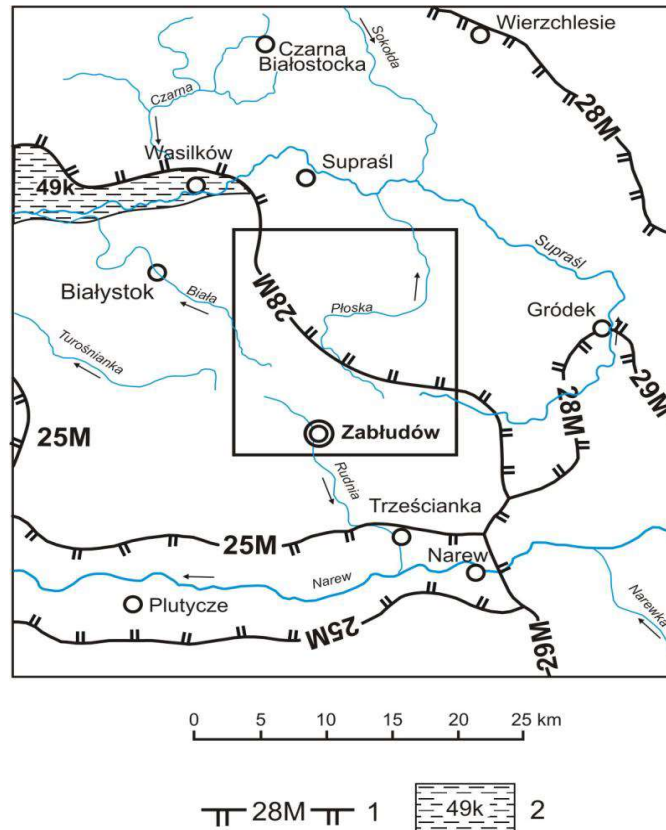 Wierzchlesie
Czarna
Białostocka
Sokołda
Czarna
28M
Wasilków
Supraśl
49k
Supraśl
Białystok
Biała
28M
Płoska
Gródek
Turośnianka
29M
28M
25M
Zabłudów
Rudnia
Trześcianka
25M
Narew
Narew
Plutycze
Narewka
25M
29M
0 5 10 15 20 25 km
28M 1 49k 2